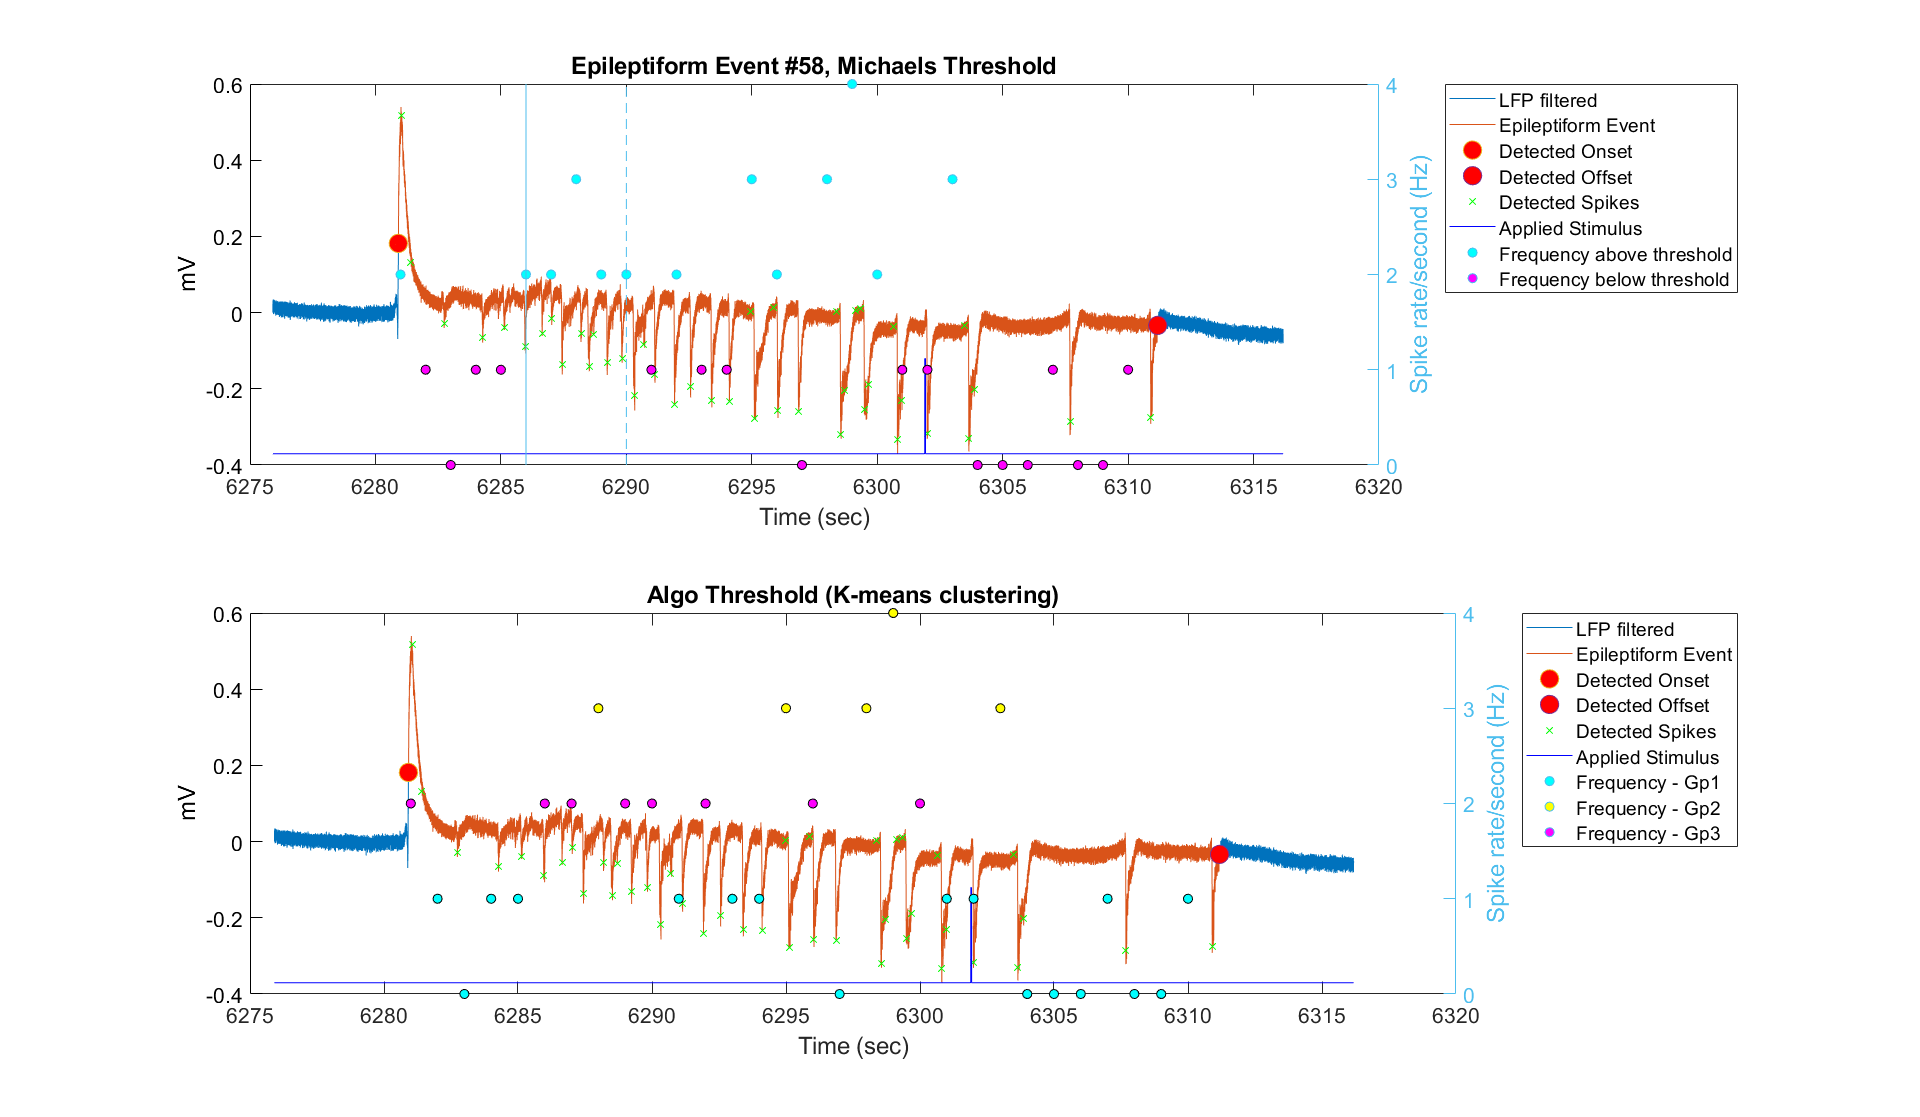 Epileptiform Event #58, Michaels Threshold
0.6
0.4
0.2
0
-0.2
-0.4
mV
4
3
2
1
0
Spike rate/second (Hz)
6275 6280 6285 6290 6295 6300 6305 6310 6315 6320
Time (sec)
LFP filtered
Epileptiform Event
Detected Onset
Detected Offset
Detected Spikes
Applied Stimulus
Frequency above threshold
Frequency below threshold
Algo Threshold (K-means clustering)
0.6
0.4
0.2
0
-0.2
-0.4
mV
4
3
2
1
0
Spike rate/second (Hz)
6275 6280 6285 6290 6295 6300 6305 6310 6315 6320
Time (sec)
LFP filtered
Epileptiform Event
Detected Onset
Detected Offset
Detected Spikes
Applied Stimulus
Frequency - Gp1
Frequency - Gp2
Frequency - Gp3